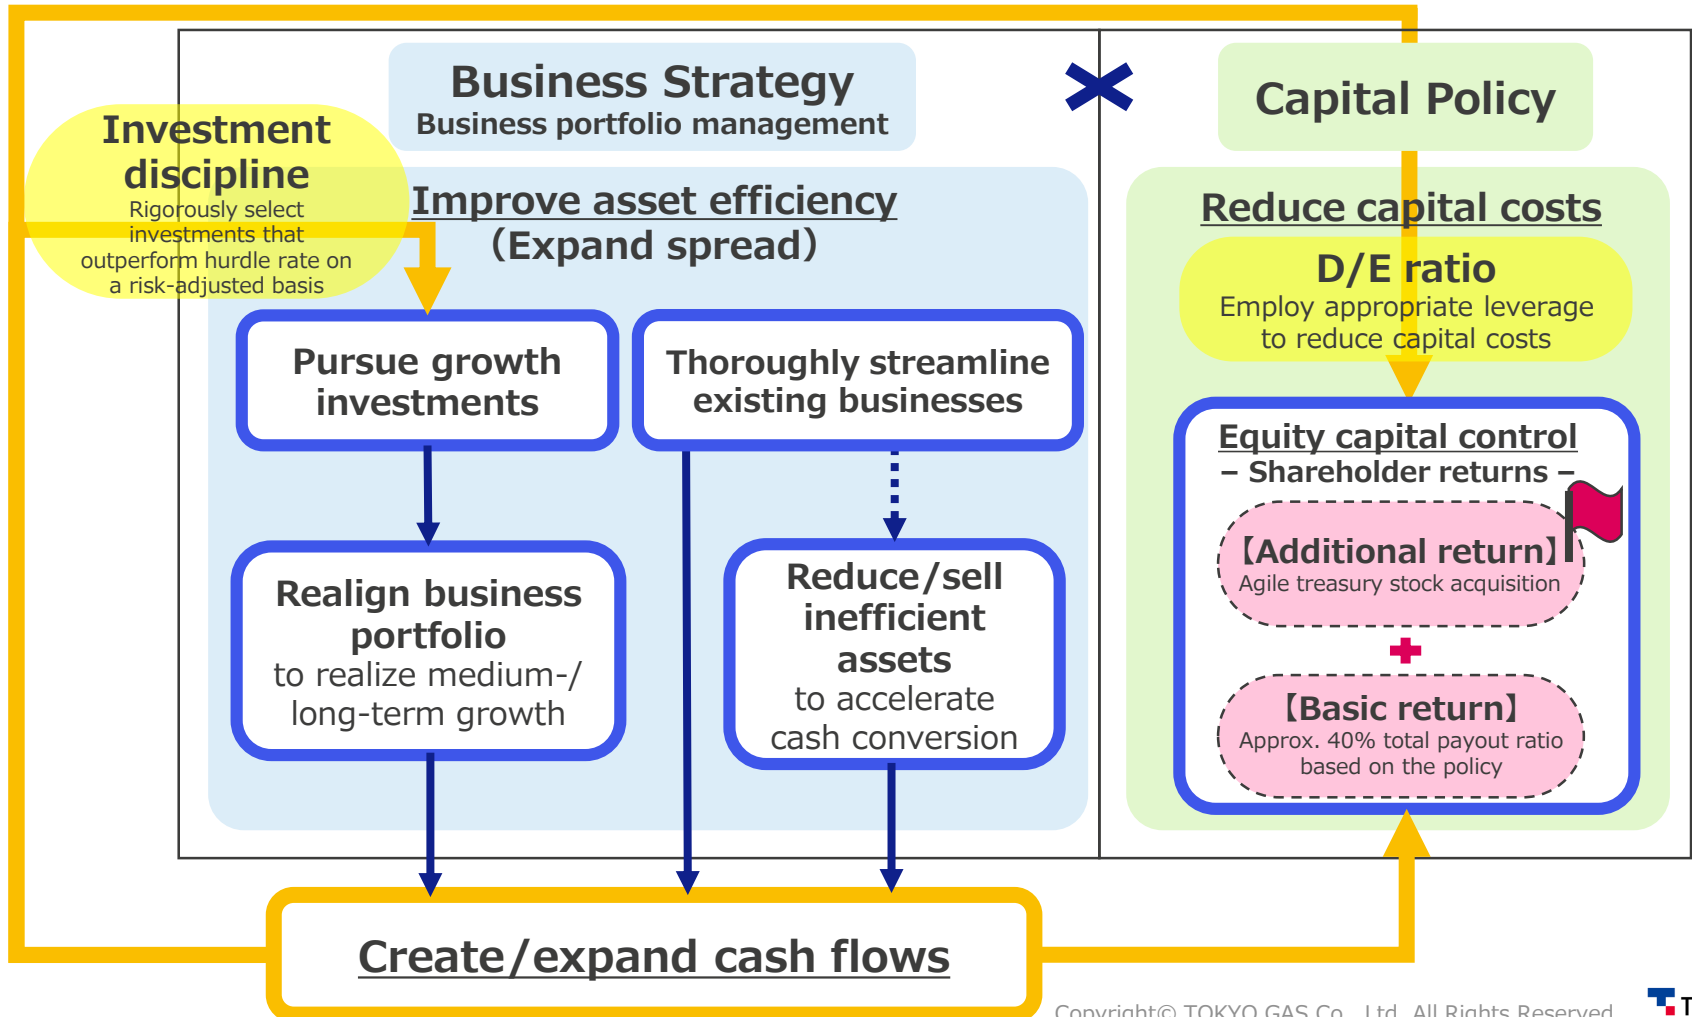 Business Strategy
Business portfolio management
Capital Policy
Investment
discipline
Rigorously select
investments that
outperform hurdle rate on
a risk-adjusted basis
Improve asset efficiency
(Expand spread)
Pursue growth
investments
Thoroughly streamline
existing businesses
Realign business
portfolio
to realize medium-/
long-term growth
Reduce/sell
inefficient
assets
to accelerate
cash conversion
Reduce capital costs
D/E ratio
Employ appropriate leverage
to reduce capital costs
Equity capital control
– Shareholder returns –
【Additional return】
Agile treasury stock acquisition
【Basic return】
Approx. 40% total payout ratio
based on the policy
Create/expand cash flows
Copyright© TOKYO GAS Co., Ltd. All Rights Reserved
T